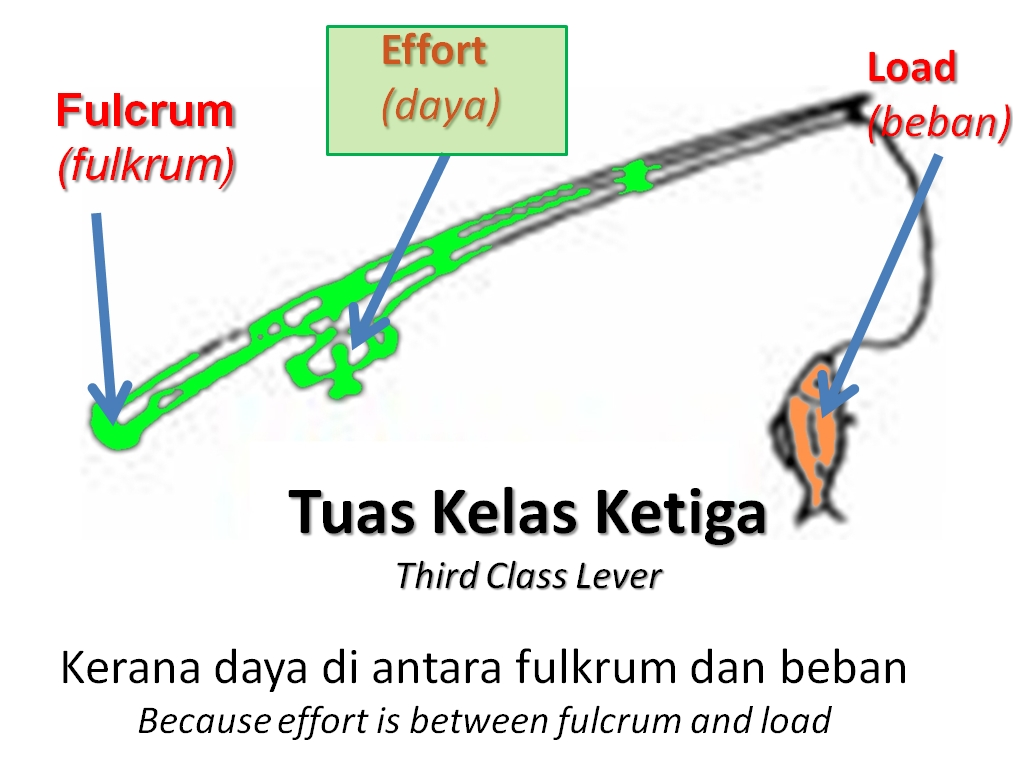 Effort
(daya)
Load
(beban)
Fulcrum
(fulkrum)
Tuas Kelas Ketiga
Third Class Lever
Kerana daya di antara fulkrum dan beban
Because effort is between fulcrum and load